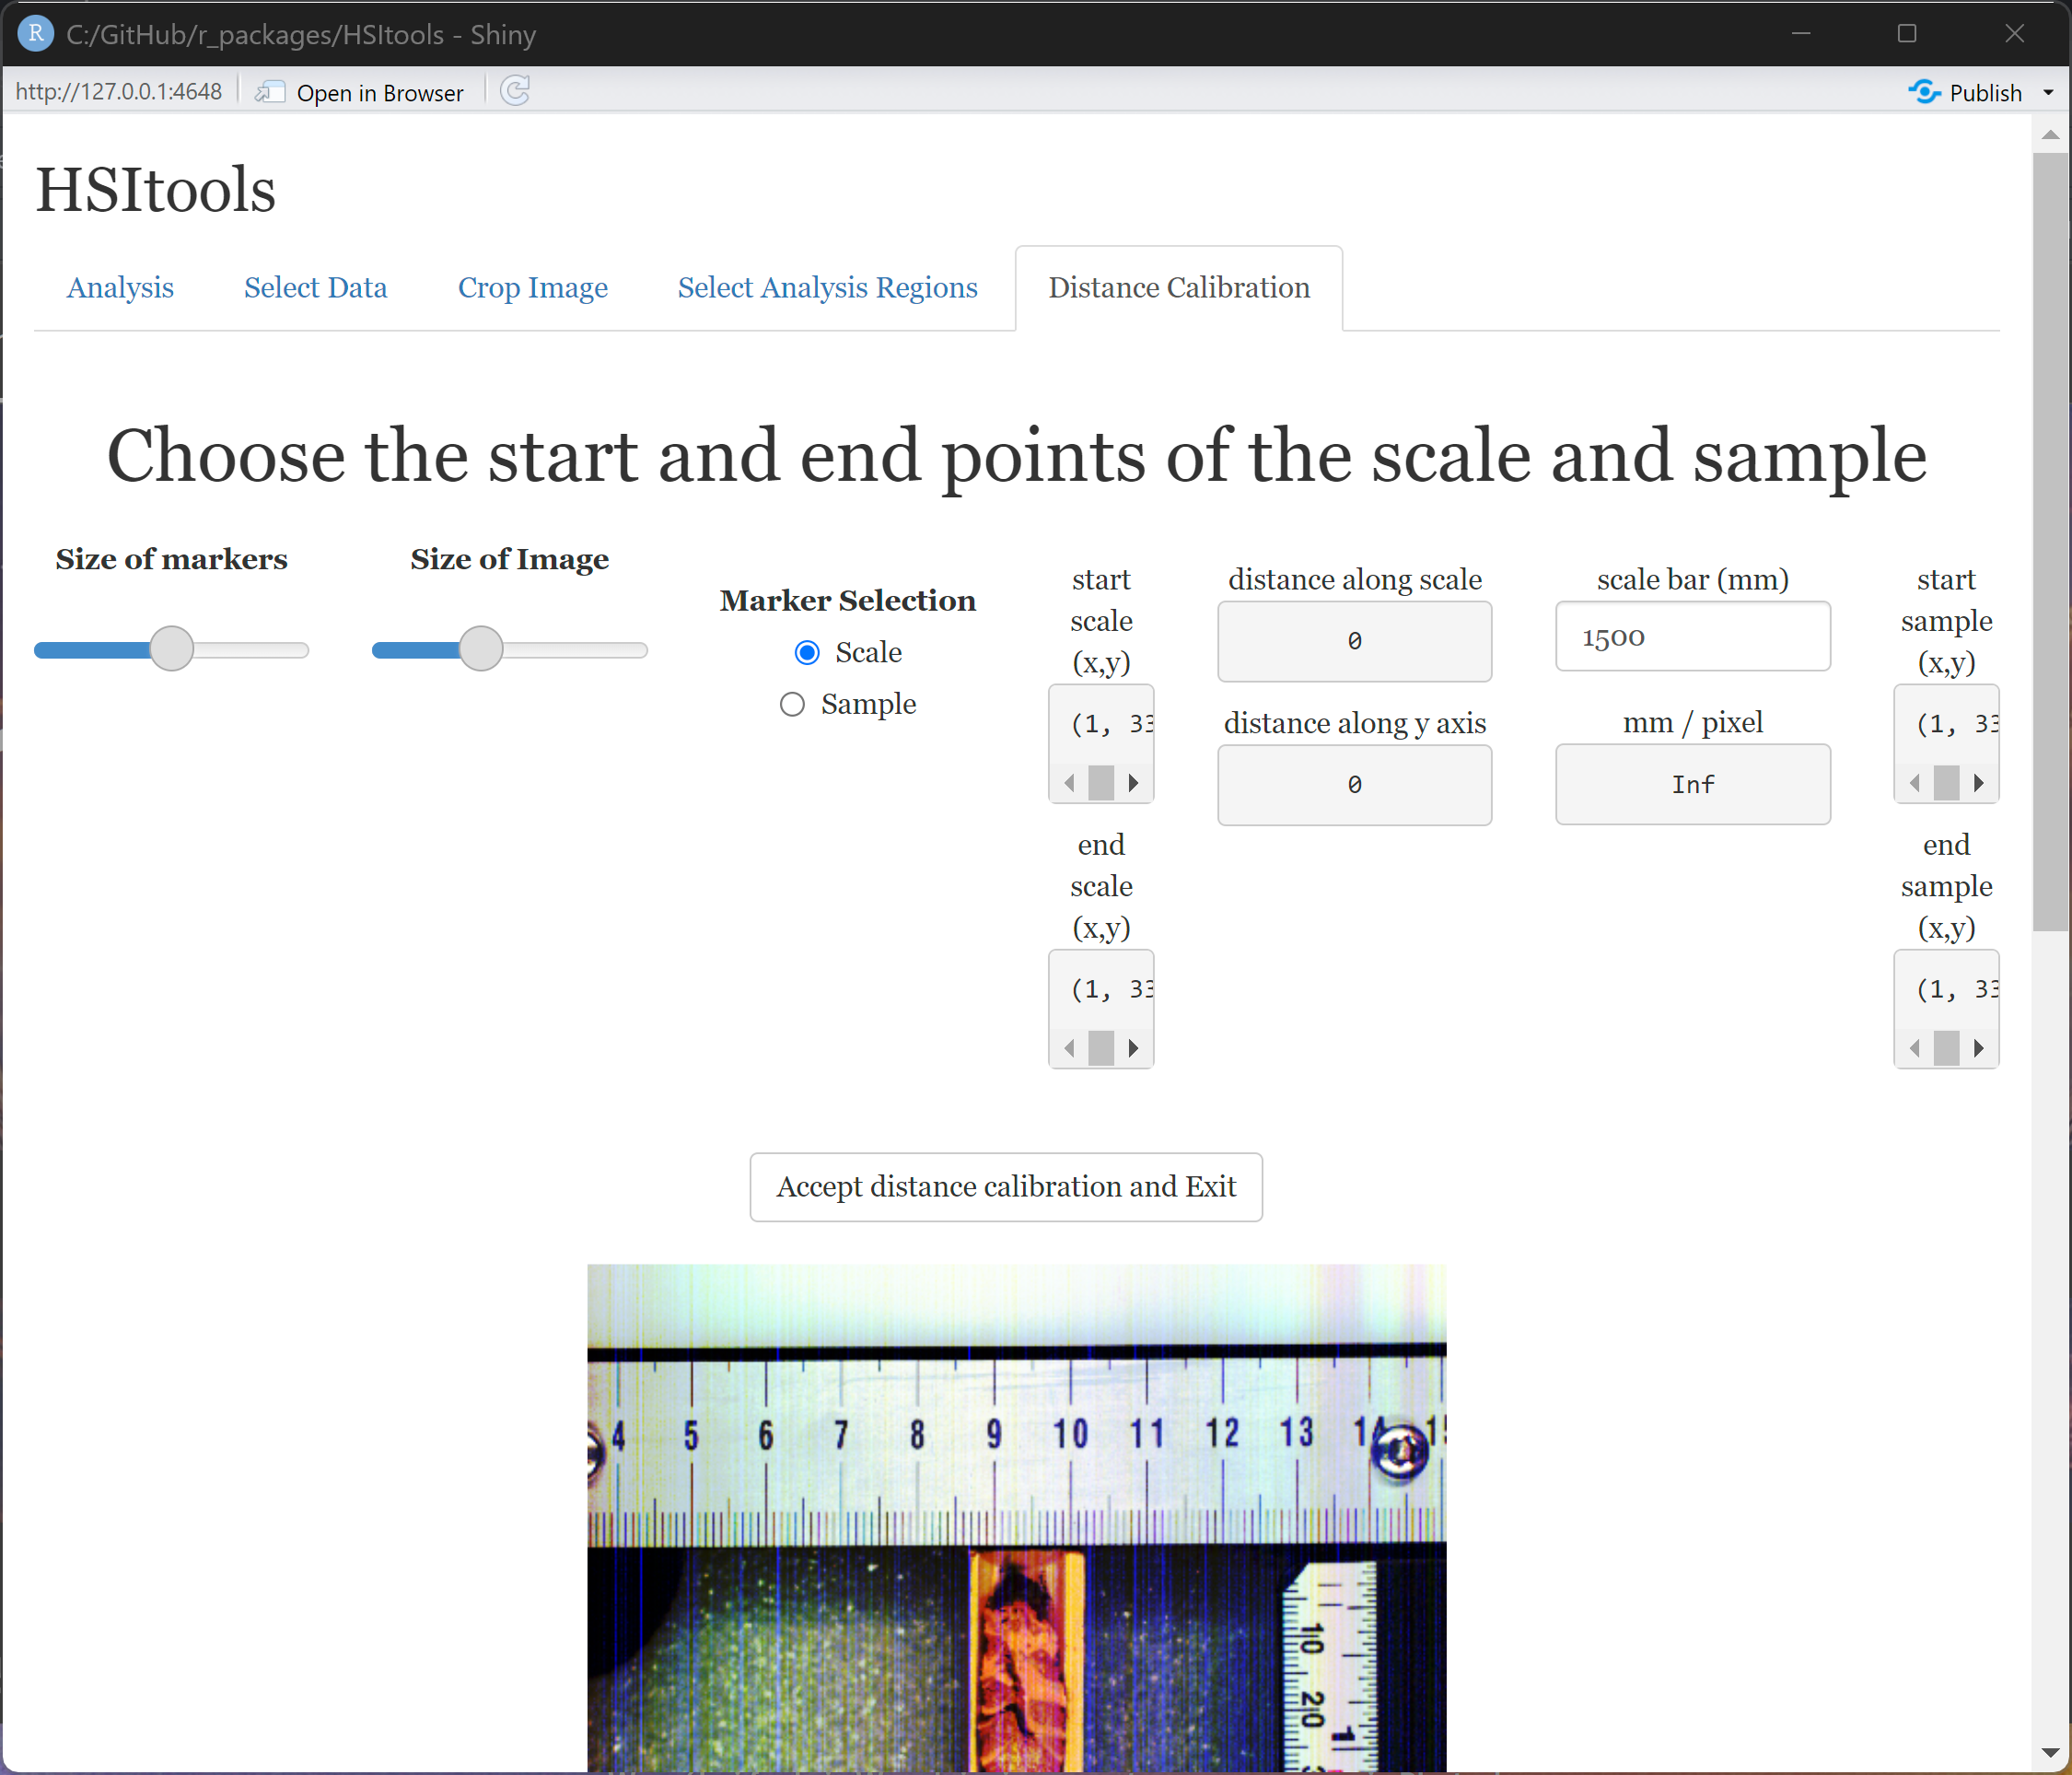 R C:/GitHub/r_packages/HSItools - Shiny
http://127.0.0.1:4648 Open in Browser Publish
HSItools
Analysis Select Data Crop Image Select Analysis Regions Distance Calibration
Choose the start and end points of the scale and sample
Size of markers
Size of Image
Marker Selection
Scale
Sample
start
scale
(x,y)
(1, 33
end
scale
(x,y)
(1, 33
distance along scale
0
distance along y axis
0
scale bar (mm)
1500
mm / pixel
Inf
start
sample
(x,y)
(1, 33
end
sample
(x,y)
(1, 33
Accept distance calibration and Exit
4 5 6 7 8 9 10 11 12 13 14
10
20
1